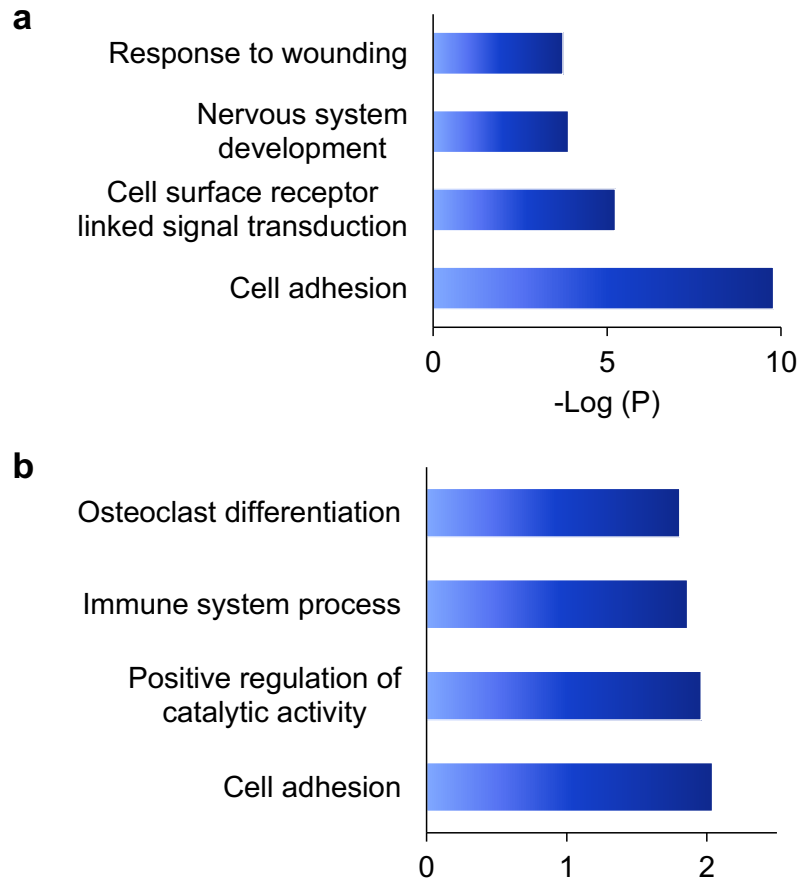 a
Response to wounding
Nervous system
development
Cell surface receptor
linked signal transduction
Cell adhesion
0 5 10
-Log (P)
b
Osteoclast differentiation
Immune system process
Positive regulation of
catalytic activity
Cell adhesion
0 1 2